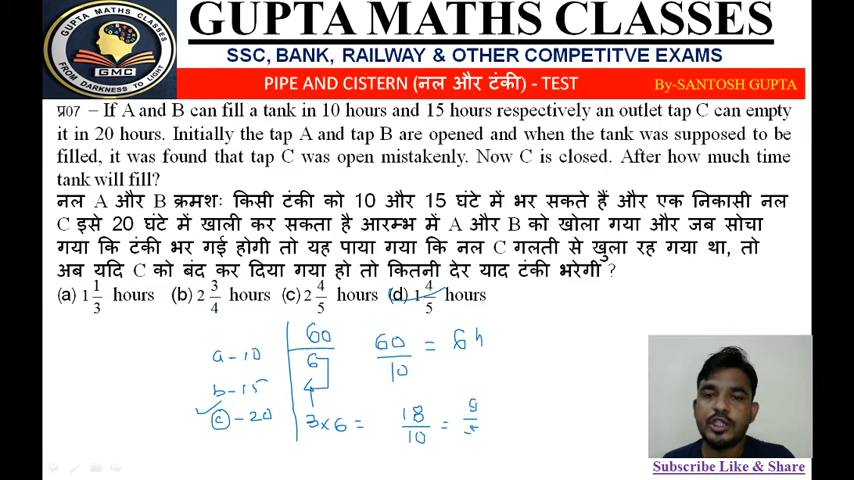 GUPTA MATHS CLASSES
GUPTA MATHS CLASSES
GMC
FROM DARKNESS TO LIGHT
SSC, BANK, RAILWAY & OTHER COMPETITVE EXAMS
PIPE AND CISTERN (नल और टंकी) - TEST By-SANTOSH GUPTA
प्र07 – If A and B can fill a tank in 10 hours and 15 hours respectively an outlet tap C can empty
it in 20 hours. Initially the tap A and tap B are opened and when the tank was supposed to be
filled, it was found that tap C was open mistakenly. Now C is closed. After how much time
tank will fill?
नल A और B क्रमशः किसी टंकी को 10 और 15 घंटे में भर सकते हैं और एक निकासी नल
C इसे 20 घंटे में खाली कर सकता है आरम्भ में A और B को खोला गया और जब सोचा
गया कि टंकी भर गई होगी तो यह पाया गया कि नल C गलती से खुला रह गया था, तो
अब यदि C को बंद कर दिया गया हो तो कितनी देर याद टंकी भरेगी ?
(a) 1 1/3 hours (b) 2 3/4 hours (c) 2 4/5 hours (d) 1 4/5 hours
60
60/10 = 6h
a - 10 6
b - 15 4
c - 20 3 × 6 = 18/10 = 9/5
Subscribe Like & Share